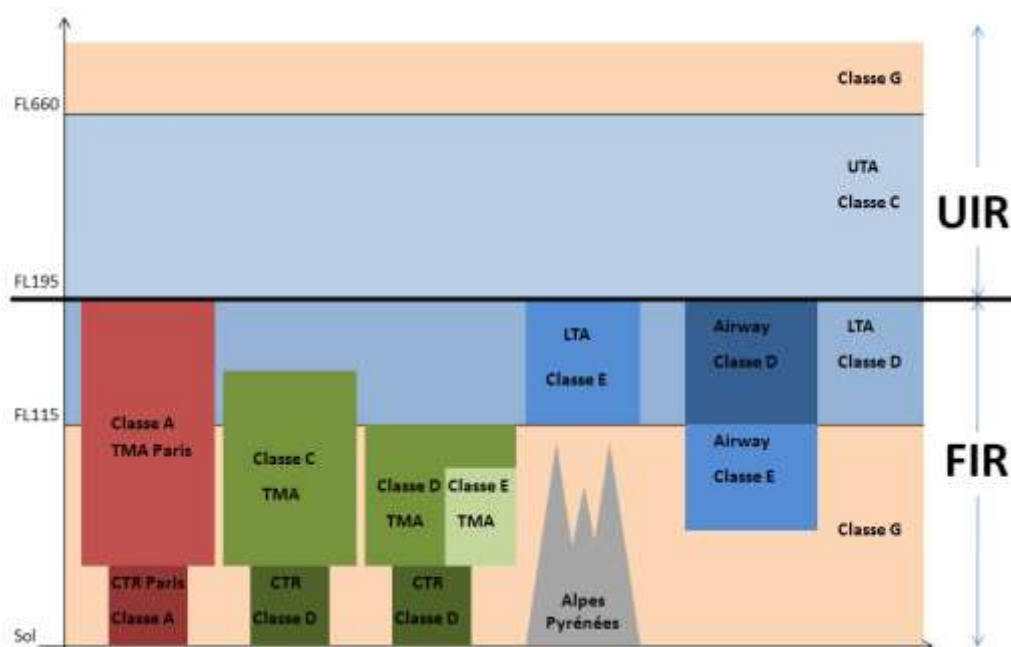 Classe G
FL660
UTA
Classe C
UIR
FL195
Airway
LTA
LTA
Classe D
Classe D
Classe E
FL115
Classe A
Airway
TMA Paris
Classe C
Classe E
FIR
Classe D
Classe E
TMA
TMA
TMA
Classe G
CTR Paris
CTR
CTR
Alpes
Classe A
Classe D
Classe D
Pyrénées
Sol